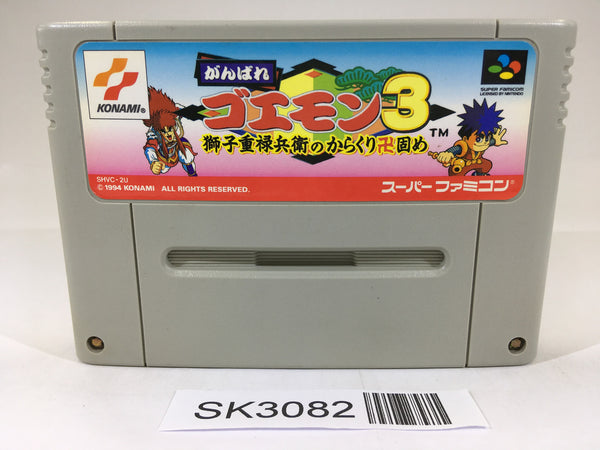 KONAMI®
がんばれ
ゴエモン3™
獅子重禄兵衛のからくり卍固め
SUPER FAMICOM
LICENSED BY NINTENDO
SHVC-2U
© 1994 KONAMI ALL RIGHTS RESERVED.
スーパーファミコン®
SK3082